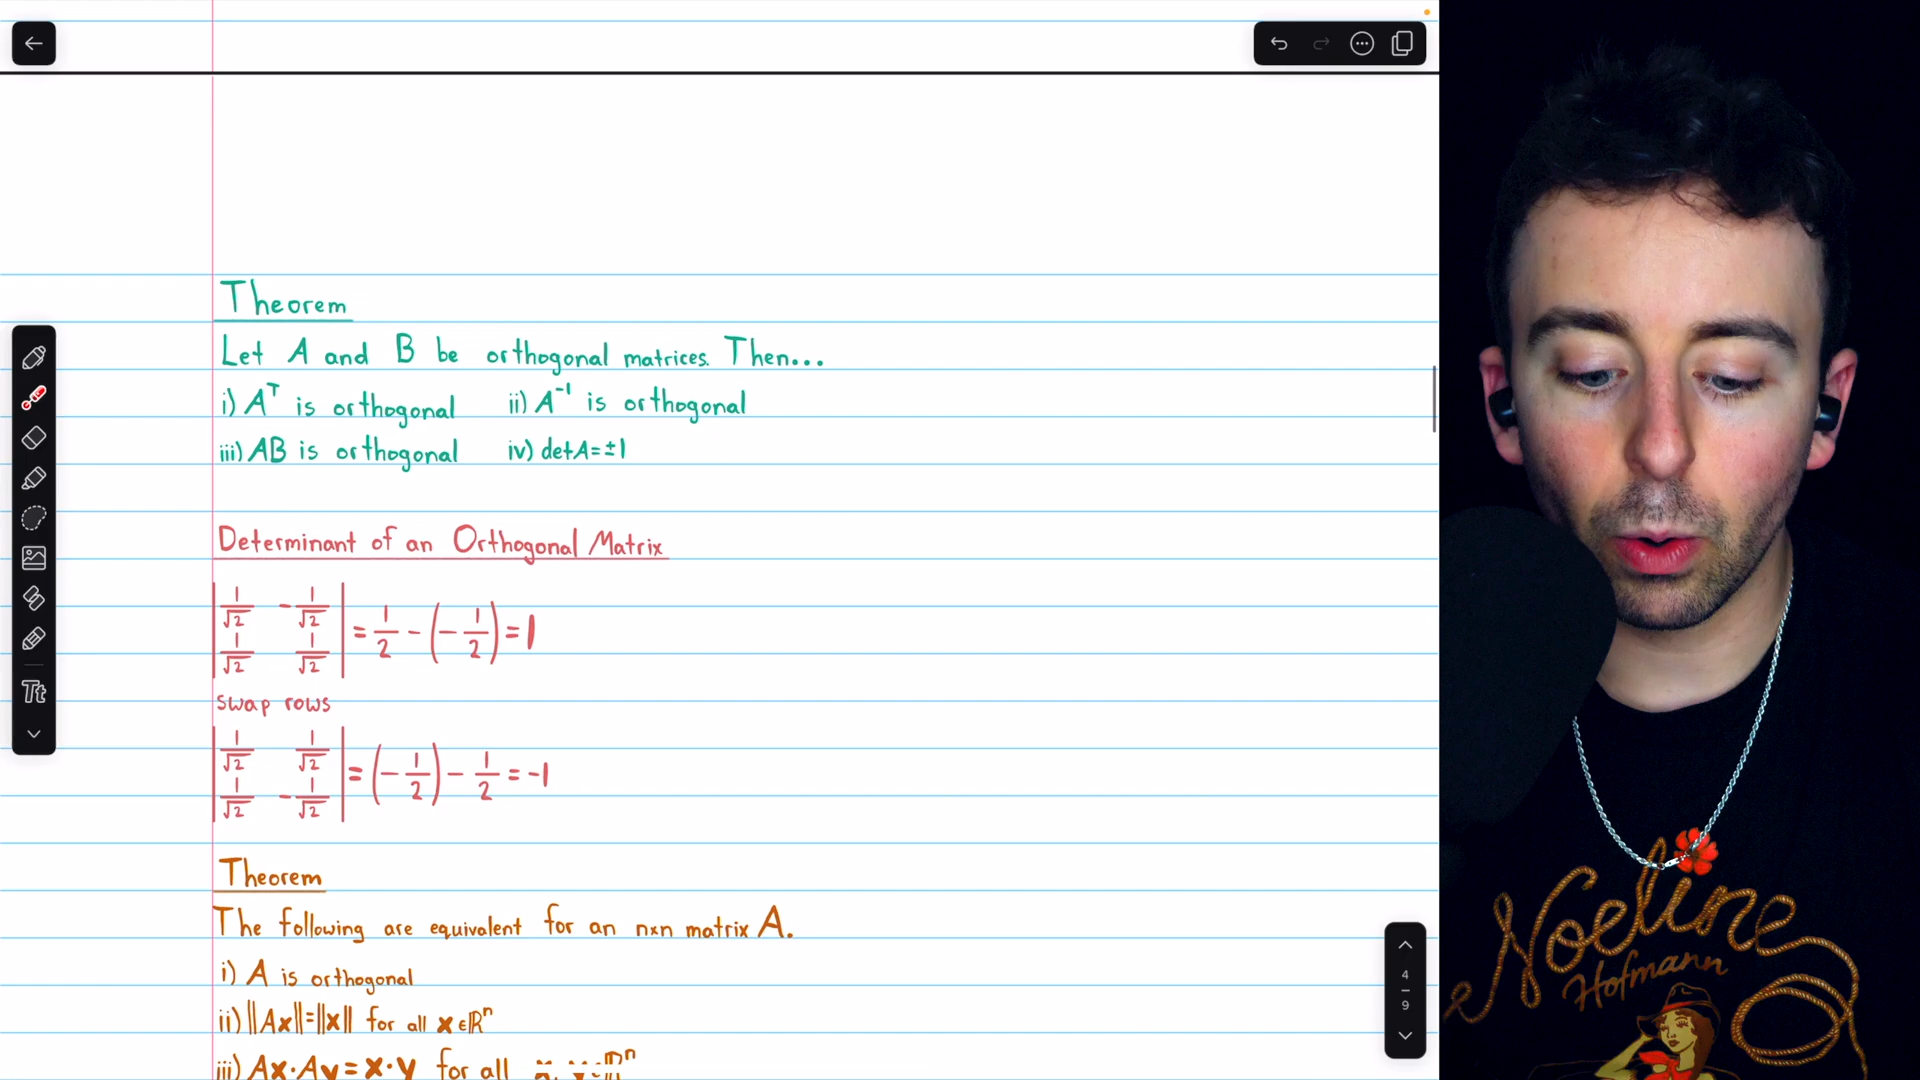 Theorem
Let A and B be orthogonal matrices. Then...
i) Aᵀ is orthogonal ii) A⁻¹ is orthogonal
iii) AB is orthogonal iv) detA=±1
Determinant of an Orthogonal Matrix
|1/√2 -1/√2|
|1/√2 1/√2| = 1/2 - (-1/2) = 1
swap rows
|1/√2 1/√2|
|1/√2 -1/√2| = (-1/2) - 1/2 = -1
Theorem
The following are equivalent for an n×n matrix A.
i) A is orthogonal
ii) ||Ax||=||x|| for all x∈ℝⁿ
iii) Ax·Ay=x·y for all
Tt
4
–
9
Noeline
Hofmann